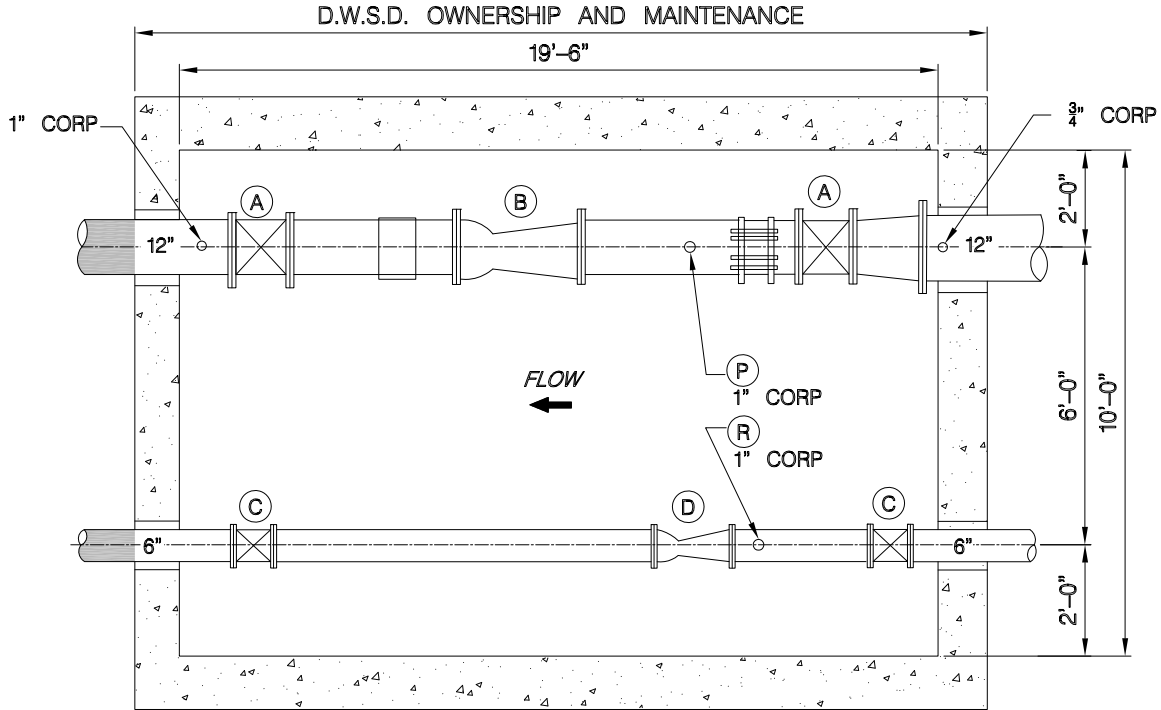 D.W.S.D. OWNERSHIP AND MAINTENANCE
19'-6"
1" CORP
3/4" CORP
A
B
A
2'-0"
12"
12"
P
1" CORP
FLOW
6'-0"
10'-0"
R
1" CORP
C
D
C
6"
6"
2'-0"